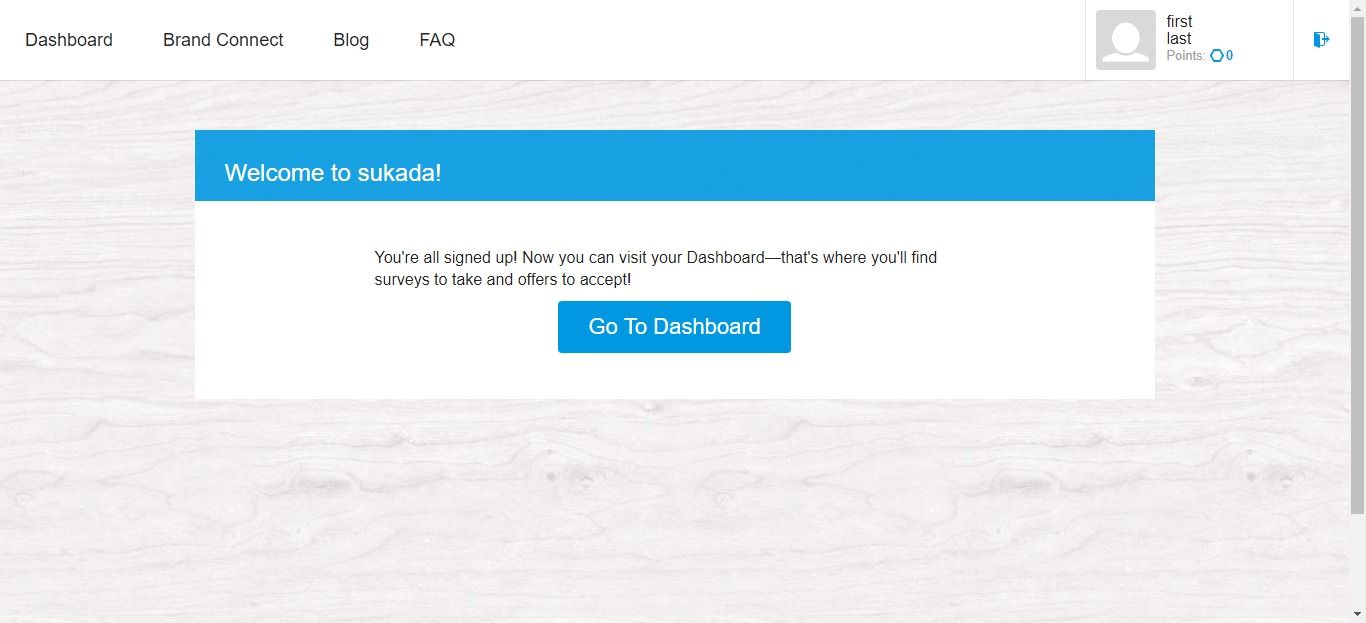 Dashboard
Brand Connect
Blog
FAQ
first
last
Points: 0
Welcome to sukada!
You're all signed up! Now you can visit your Dashboard—that's where you'll find
surveys to take and offers to accept!
Go To Dashboard